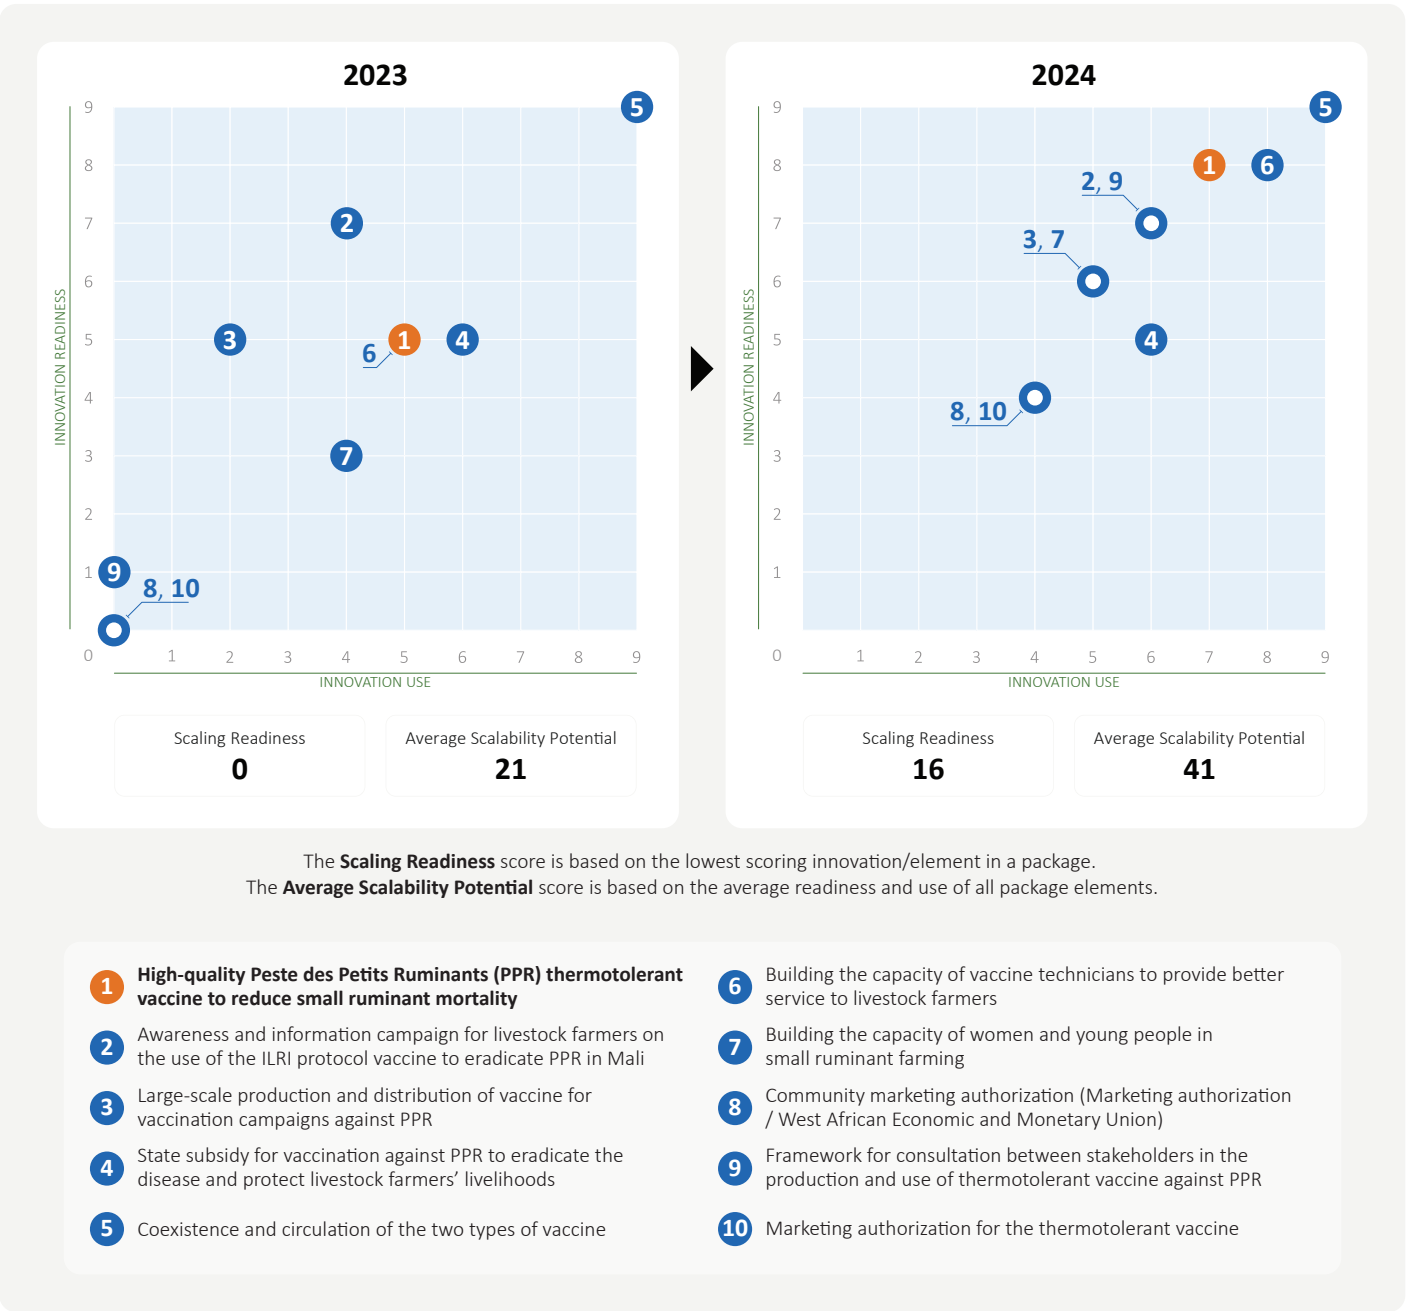 2023
9
8
7
6
5
4
3
2
1
0
1
2
3
4
5
6
7
8
9
INNOVATION READINESS
INNOVATION USE
5
2
3
6
1
4
7
9
8, 10
Scaling Readiness
0
Average Scalability Potential
21
2024
9
8
7
6
5
4
3
2
1
0
1
2
3
4
5
6
7
8
9
INNOVATION READINESS
INNOVATION USE
5
1
6
2, 9
3, 7
4
8, 10
Scaling Readiness
16
Average Scalability Potential
41
The Scaling Readiness score is based on the lowest scoring innovation/element in a package.
The Average Scalability Potential score is based on the average readiness and use of all package elements.
1
High-quality Peste des Petits Ruminants (PPR) thermotolerant
vaccine to reduce small ruminant mortality
2
Awareness and information campaign for livestock farmers on
the use of the ILRI protocol vaccine to eradicate PPR in Mali
3
Large-scale production and distribution of vaccine for
vaccination campaigns against PPR
4
State subsidy for vaccination against PPR to eradicate the
disease and protect livestock farmers’ livelihoods
5
Coexistence and circulation of the two types of vaccine
6
Building the capacity of vaccine technicians to provide better
service to livestock farmers
7
Building the capacity of women and young people in
small ruminant farming
8
Community marketing authorization (Marketing authorization
/ West African Economic and Monetary Union)
9
Framework for consultation between stakeholders in the
production and use of thermotolerant vaccine against PPR
10
Marketing authorization for the thermotolerant vaccine